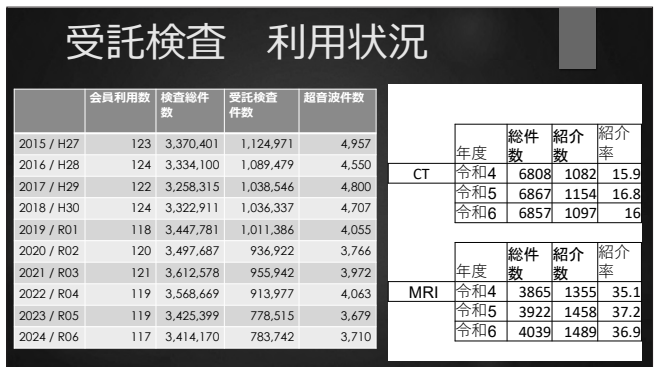 受託検査 利用状況
会員利用数 検査総件数 受託検査件数 超音波件数
2015 / H27 123 3,370,401 1,124,971 4,957
2016 / H28 124 3,334,100 1,089,479 4,550
2017 / H29 122 3,258,315 1,038,546 4,800
2018 / H30 124 3,322,911 1,036,337 4,707
2019 / R01 118 3,447,781 1,011,386 4,055
2020 / R02 120 3,497,687 936,922 3,766
2021 / R03 121 3,612,578 955,942 3,972
2022 / R04 119 3,568,669 913,977 4,063
2023 / R05 119 3,425,399 778,515 3,679
2024 / R06 117 3,414,170 783,742 3,710
年度 総件数 紹介数 紹介率
CT 令和4 6808 1082 15.9
令和5 6867 1154 16.8
令和6 6857 1097 16
年度 総件数 紹介数 紹介率
MRI 令和4 3865 1355 35.1
令和5 3922 1458 37.2
令和6 4039 1489 36.9